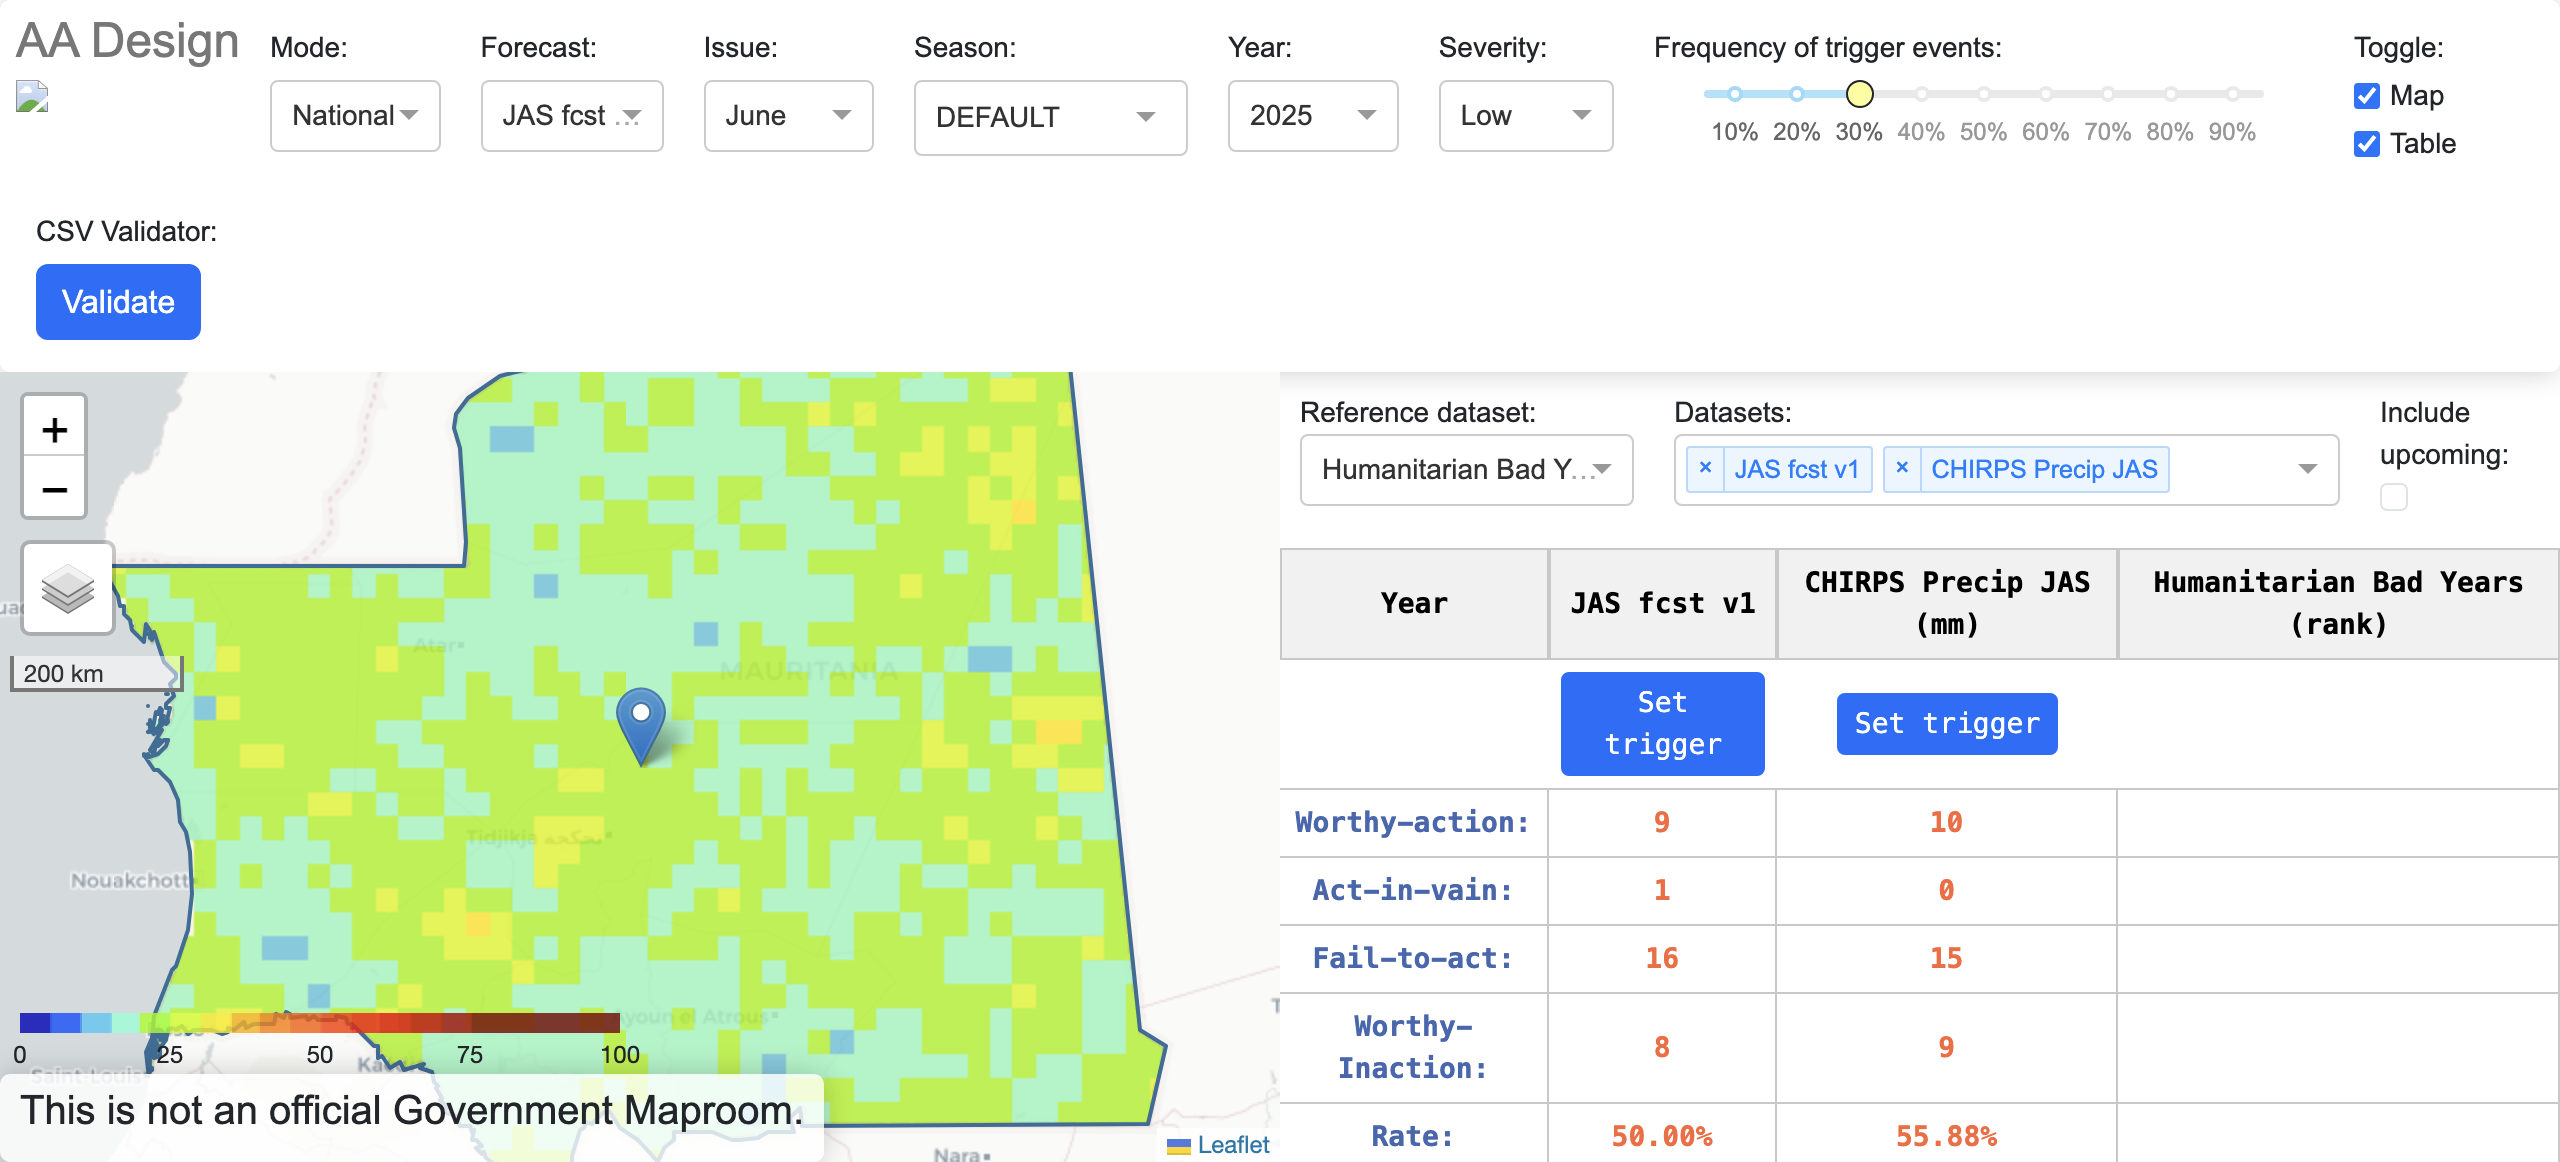 AA Design
Mode:
National
Forecast:
JAS fcst ...
Issue:
June
Season:
DEFAULT
Year:
2025
Severity:
Low
Frequency of trigger events:
10% 20% 30% 40% 50% 60% 70% 80% 90%
Toggle:
Map
Table
CSV Validator:
Validate
+
−
200 km
Atar
MAURITANIA
Tidjikja تجكجة
Nouakchott
Ayoun el Atrous
Saint-Louis
Nara
0 25 50 75 100
This is not an official Government Maproom.
Leaflet
Reference dataset:
Humanitarian Bad Y...
Datasets:
× JAS fcst v1 × CHIRPS Precip JAS
Include
upcoming:
Year JAS fcst v1 CHIRPS Precip JAS (mm) Humanitarian Bad Years (rank)
Set trigger Set trigger
Worthy-action: 9 10
Act-in-vain: 1 0
Fail-to-act: 16 15
Worthy-Inaction: 8 9
Rate: 50.00% 55.88%